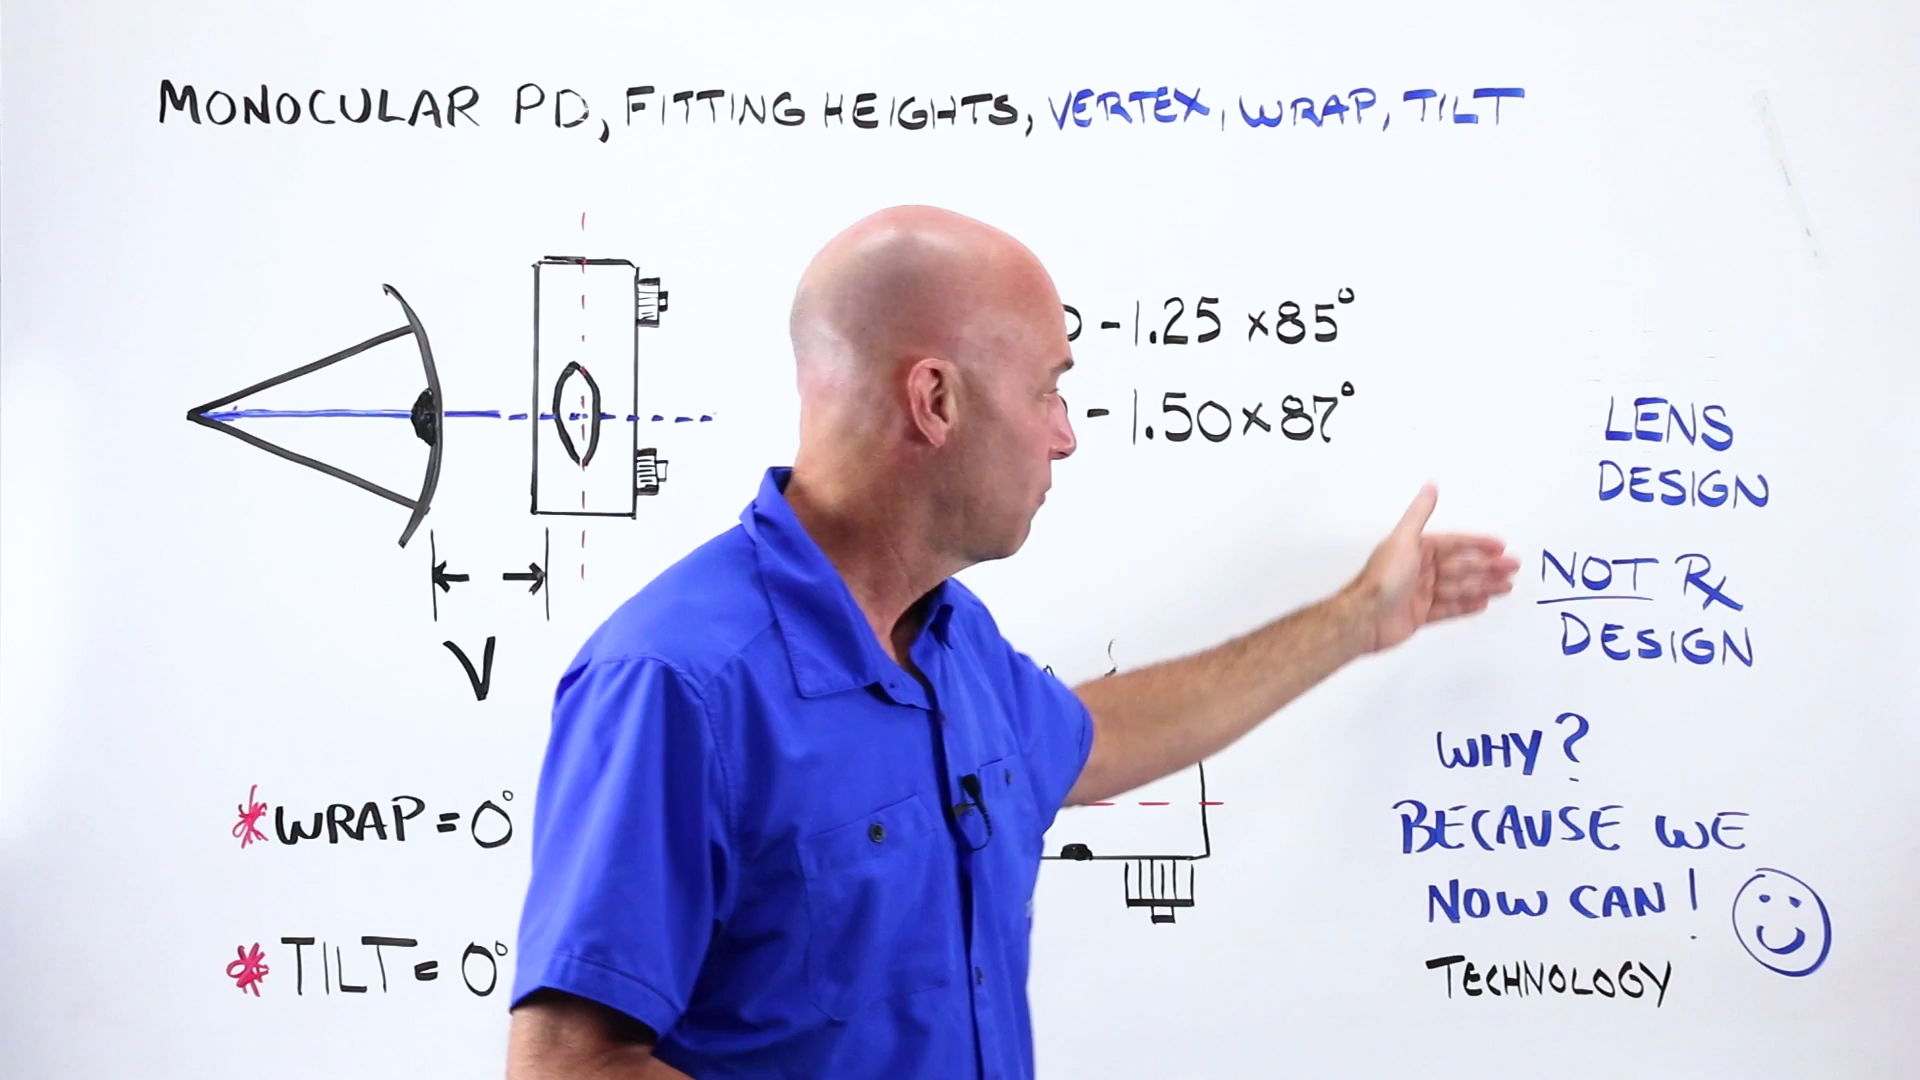 MONOCULAR PD, FITTING HEIGHTS, VERTEX, WRAP, TILT
-1.25 x85°
-1.50x87°
V
*WRAP=0°
*TILT=0°
LENS
DESIGN
NOT Rx
DESIGN
WHY?
BECAUSE WE
NOW CAN!
TECHNOLOGY